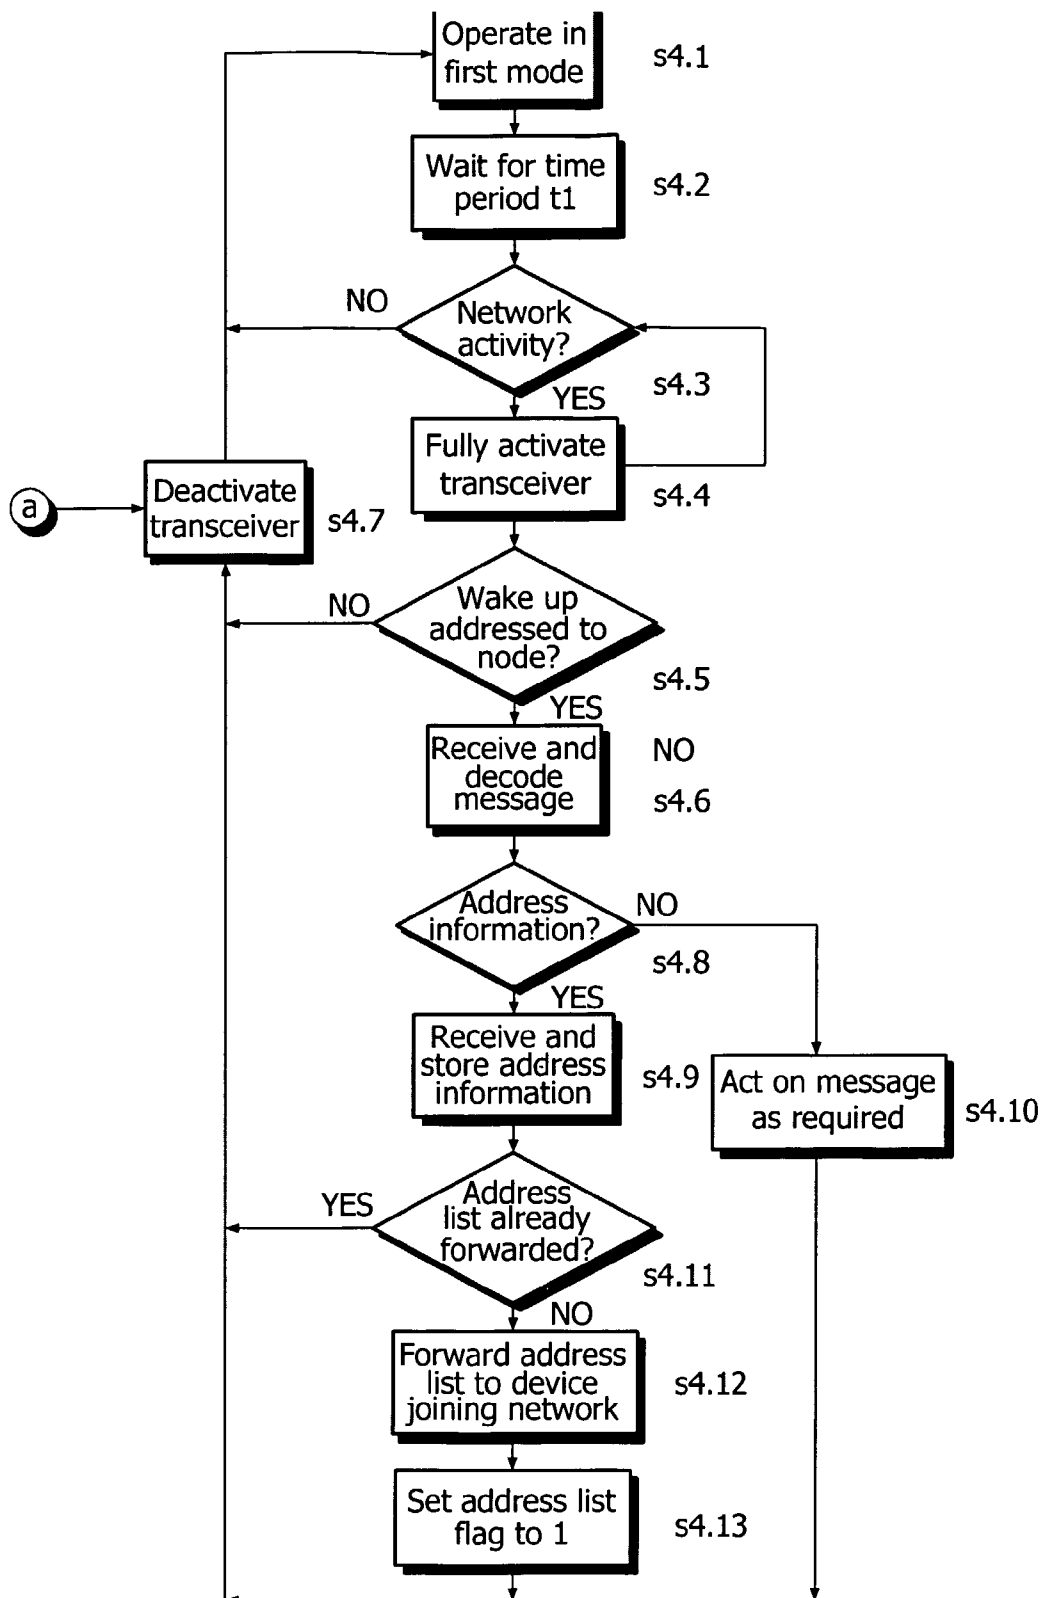 Operate in
first mode
s4.1
Wait for time
period t1
s4.2
NO
Network
activity?
s4.3
YES
Fully activate
transceiver
s4.4
a
Deactivate
transceiver
s4.7
NO
Wake up
addressed to
node?
s4.5
YES
Receive and
decode
message
NO
s4.6
Address
information?
NO
s4.8
YES
Receive and
store address
information
s4.9
Act on message
as required
s4.10
YES
Address
list already
forwarded?
s4.11
NO
Forward address
list to device
joining network
s4.12
Set address list
flag to 1
s4.13